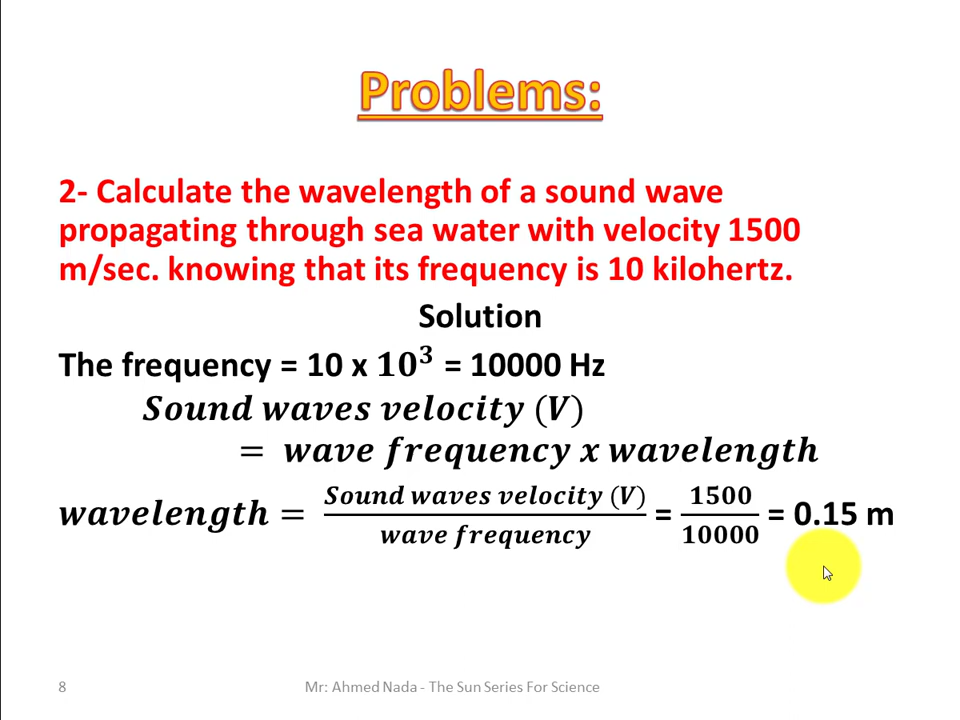 Problems:
2- Calculate the wavelength of a sound wave
propagating through sea water with velocity 1500
m/sec. knowing that its frequency is 10 kilohertz.
Solution
The frequency = 10 x 10³ = 10000 Hz
Sound waves velocity (V)
= wave frequency x wavelength
wavelength = Sound waves velocity (V) / wave frequency = 1500 / 10000 = 0.15 m
8 Mr: Ahmed Nada - The Sun Series For Science